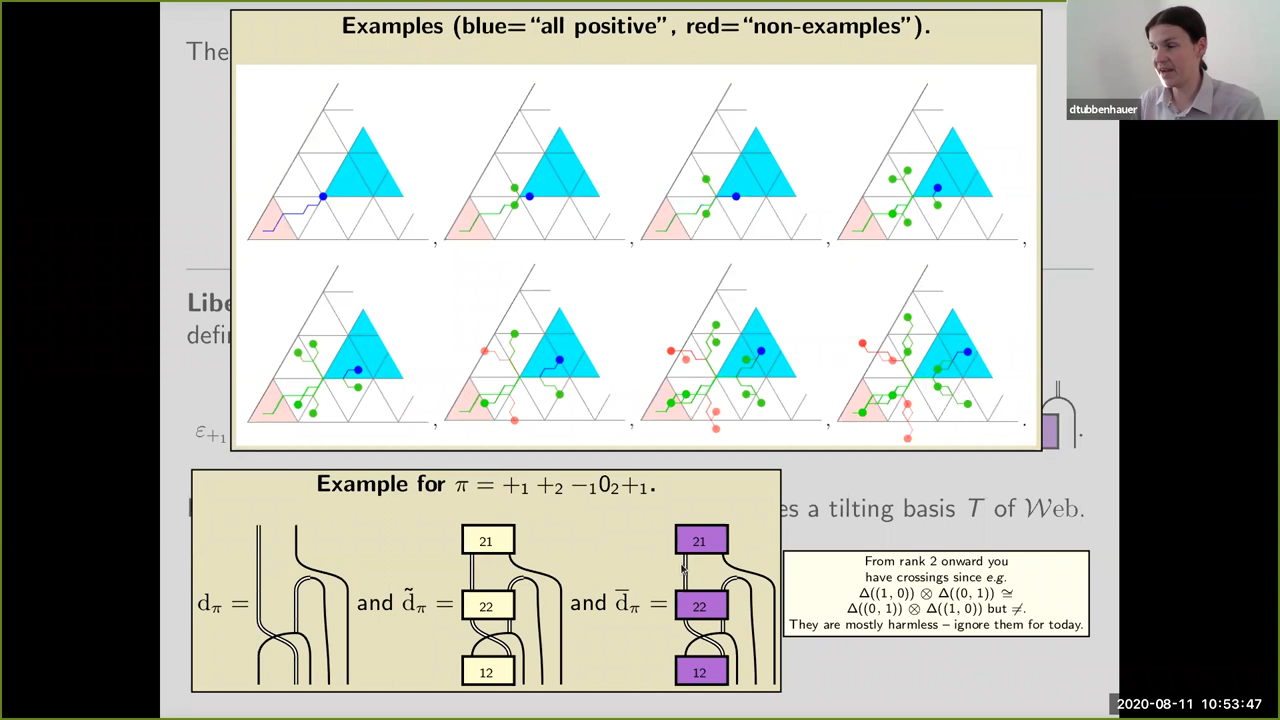 Examples (blue=“all positive”, red=“non-examples”).
dtubbenhauer
The
, , , ,
Libe
defin
, , , .
ε₊₁
.
Example for π = +₁ +₂ −₁0₂+₁.
es a tilting basis T of Web.
21 21
d_π = and d̃_π = 22 and d̅_π = 22
12 12
From rank 2 onward you
have crossings since e.g.
Δ((1, 0)) ⊗ Δ((0, 1)) ≅
Δ((0, 1)) ⊗ Δ((1, 0)) but ≠.
They are mostly harmless – ignore them for today.
2020-08-11 10:53:47